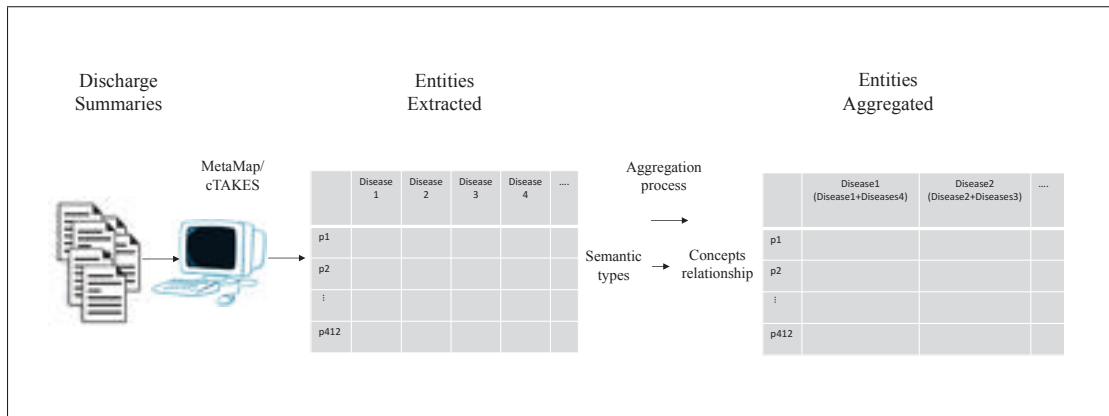 Discharge
Summaries
Entities
Extracted
Entities
Aggregated
MetaMap/
cTAKES
Disease
1
Disease
2
Disease
3
Disease
4
....
p1
p2
⋮
p412
Aggregation
process
Semantic
types
Concepts
relationship
Disease1
(Disease1+Diseases4)
Disease2
(Disease2+Diseases3)
....
p1
p2
⋮
p412